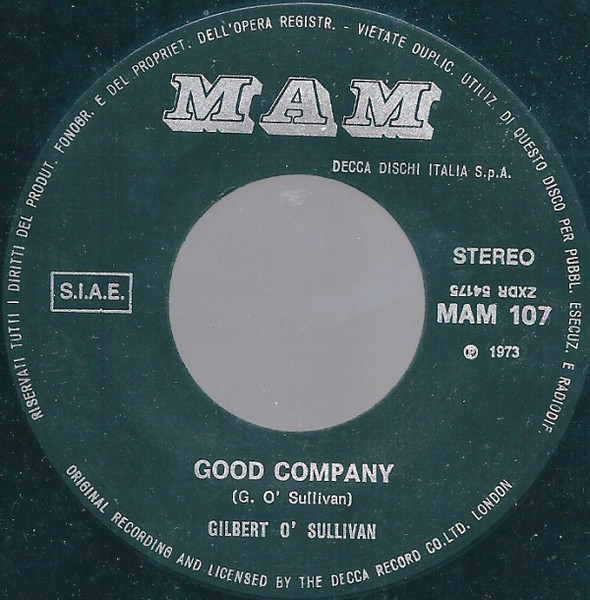 RISERVATI TUTTI I DIRITTI DEL PRODUT. FONOGR. E DEL PROPRIET. DELL'OPERA REGISTR. - VIETATE DUPLIC. UTILIZ. DI QUESTO DISCO PER PUBBL. ESECUZ. E RADIODIF.
MAM
DECCA DISCHI ITALIA S.p.A.
S.I.A.E.
STEREO
ZXDR 54175
MAM 107
℗ 1973
GOOD COMPANY
(G. O' Sullivan)
GILBERT O' SULLIVAN
ORIGINAL RECORDING AND LICENSED BY THE DECCA RECORD CO.LTD. LONDON